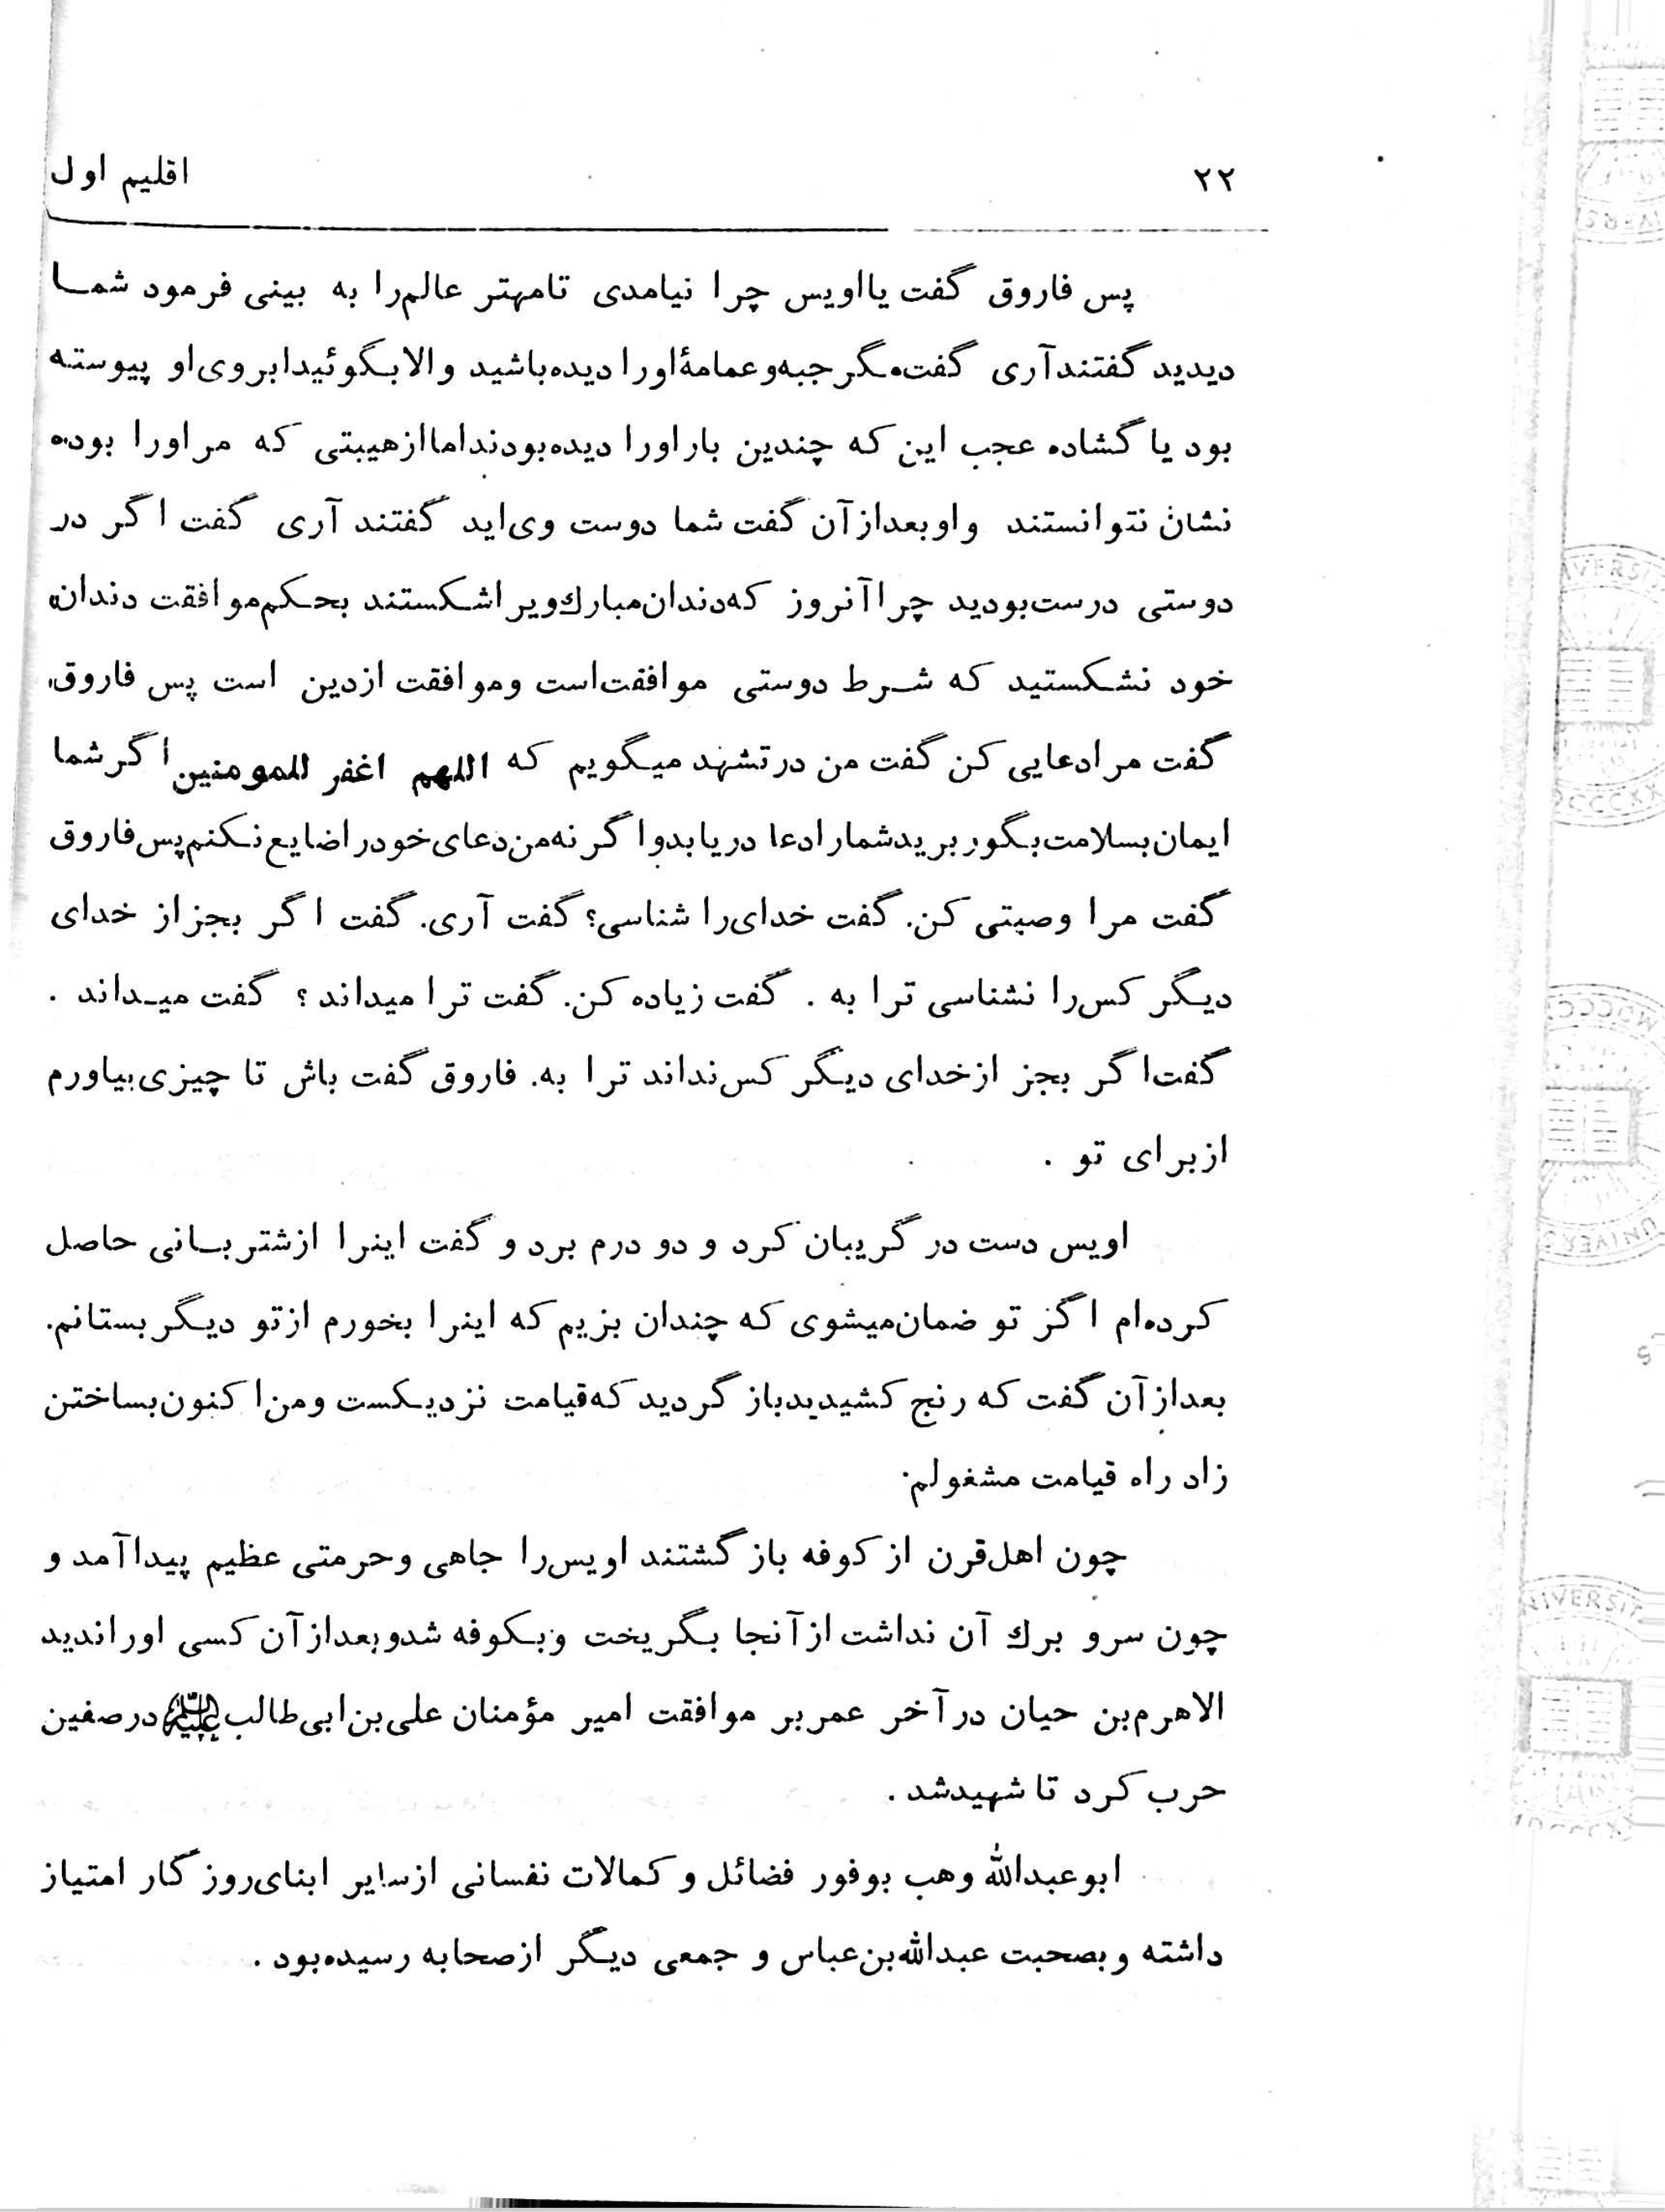 ۲۲ اقلیم اول
پس فاروق گفت یااویس چرا نیامدی تامهتر عالم‌را به بینی فرمود شما
دیدید گفتندآری گفت‌مگر جبه‌وعمامهٔ‌اورا دیده‌باشید والابگوئیدابروی‌او پیوسته
بود یا گشاده عجب این که چندین باراورا دیده‌بودنداماازهیبتی که مراورا بوده
نشان نتوانستند واوبعدازآن گفت شما دوست وی‌اید گفتند آری گفت اگر در
دوستی درست‌بودید چراآنروز که‌دندان‌مبارك‌ویراشکستند بحکم‌موافقت دندان
خود نشکستید که شرط دوستی موافقت‌است وموافقت ازدین است پس فاروق
گفت مرادعایی کن گفت من درتشهد میگویم که اللهم اغفر للمومنین اگرشما
ایمان‌بسلامت‌بگوربریدشمارادعا دریابدواگرنه‌من‌دعای‌خودراضایع‌نکنم‌پس‌فاروق
گفت مرا وصیتی کن. گفت خدای‌را شناسی؟ گفت آری. گفت اگر بجزاز خدای
دیگر کس‌را نشناسی ترا به . گفت زیاده کن. گفت ترا میداند ؟ گفت میداند .
گفت‌اگر بجز ازخدای دیگر کس‌نداند ترا به. فاروق گفت باش تا چیزی‌بیاورم
ازبرای تو .
اویس دست در گریبان کرد و دو درم برد و گفت اینرا ازشتربانی حاصل
کرده‌ام اگر تو ضمان‌میشوی که چندان بزیم که اینرا بخورم ازتو دیگربستانم.
بعدازآن گفت که رنج کشیدیدباز گردید که‌قیامت نزدیکست ومن‌اکنون‌بساختن
زاد راه قیامت مشغولم.
چون اهل‌قرن از کوفه باز گشتند اویس‌را جاهی وحرمتی عظیم پیداآمد و
چون سرو برك آن نداشت ازآنجا بگریخت وبکوفه شدوبعدازآن کسی اوراندید
الاهرم‌بن حیان درآخر عمربر موافقت امیر مؤمنان علی‌بن‌ابی‌طالب علیه السلام درصفین
حرب کرد تا شهیدشد .
ابوعبدالله وهب بوفور فضائل و کمالات نفسانی ازسایر ابنای‌روزگار امتیاز
داشته وبصحبت عبدالله‌بن‌عباس و جمعی دیگر ازصحابه رسیده‌بود .